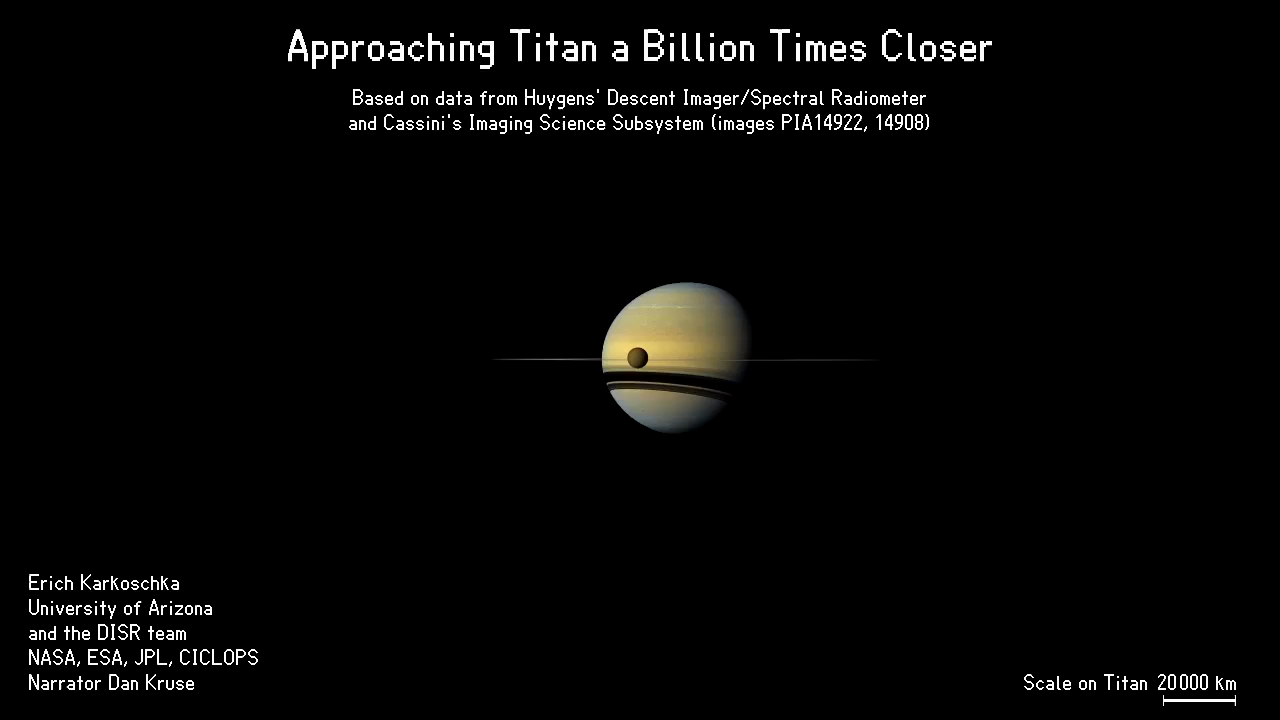 Approaching Titan a Billion Times Closer
Based on data from Huygens' Descent Imager/Spectral Radiometer
and Cassini's Imaging Science Subsystem (images PIA14922, 14908)
Erich Karkoschka
University of Arizona
and the DISR team
NASA, ESA, JPL, CICLOPS
Narrator Dan Kruse
Scale on Titan 20000 km